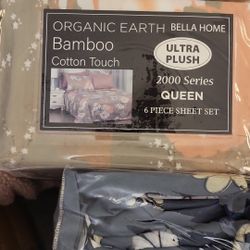 ORGANIC EARTH BELLA HOME
Bamboo
Cotton Touch
ULTRA
PLUSH
2000 Series
QUEEN
6 PIECE SHEET SET